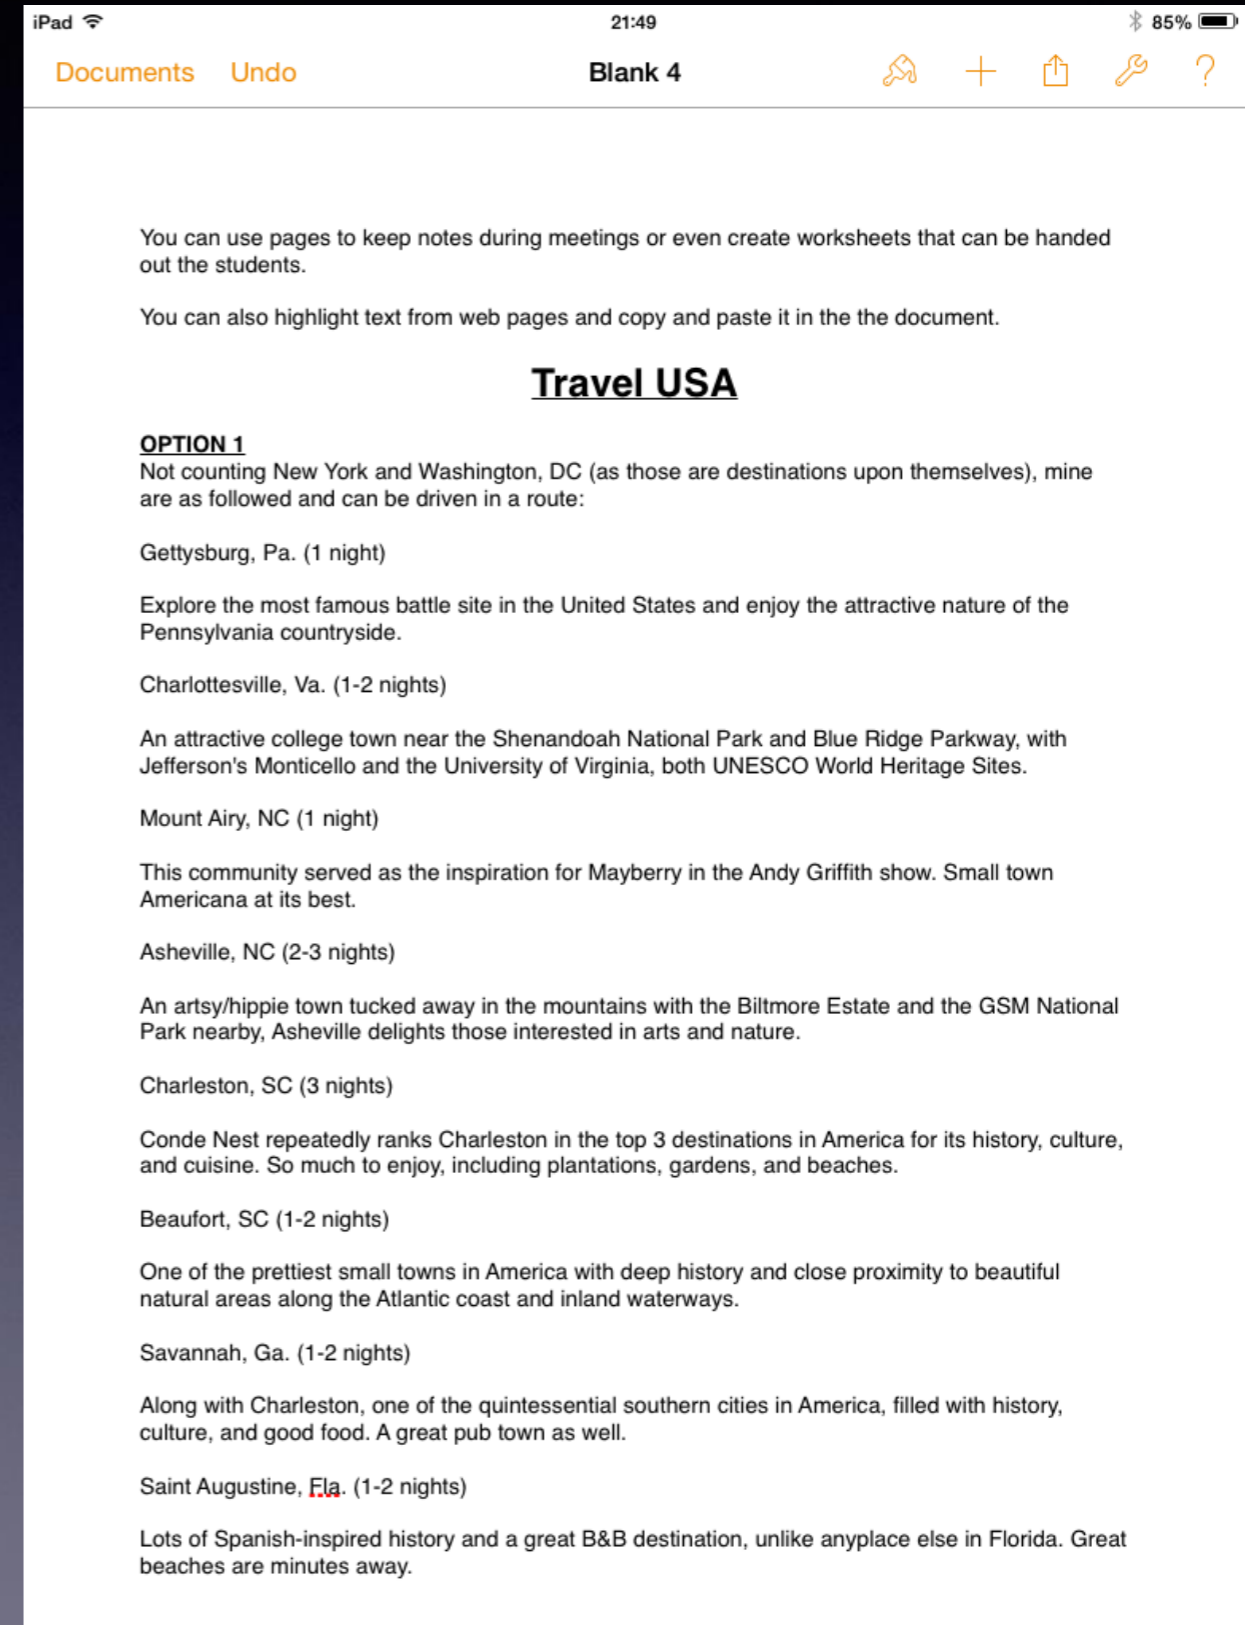 iPad 21:49 85%
Documents Undo Blank 4 ?
You can use pages to keep notes during meetings or even create worksheets that can be handed
out the students.
You can also highlight text from web pages and copy and paste it in the the document.
Travel USA
OPTION 1
Not counting New York and Washington, DC (as those are destinations upon themselves), mine
are as followed and can be driven in a route:
Gettysburg, Pa. (1 night)
Explore the most famous battle site in the United States and enjoy the attractive nature of the
Pennsylvania countryside.
Charlottesville, Va. (1-2 nights)
An attractive college town near the Shenandoah National Park and Blue Ridge Parkway, with
Jefferson's Monticello and the University of Virginia, both UNESCO World Heritage Sites.
Mount Airy, NC (1 night)
This community served as the inspiration for Mayberry in the Andy Griffith show. Small town
Americana at its best.
Asheville, NC (2-3 nights)
An artsy/hippie town tucked away in the mountains with the Biltmore Estate and the GSM National
Park nearby, Asheville delights those interested in arts and nature.
Charleston, SC (3 nights)
Conde Nest repeatedly ranks Charleston in the top 3 destinations in America for its history, culture,
and cuisine. So much to enjoy, including plantations, gardens, and beaches.
Beaufort, SC (1-2 nights)
One of the prettiest small towns in America with deep history and close proximity to beautiful
natural areas along the Atlantic coast and inland waterways.
Savannah, Ga. (1-2 nights)
Along with Charleston, one of the quintessential southern cities in America, filled with history,
culture, and good food. A great pub town as well.
Saint Augustine, Fla. (1-2 nights)
Lots of Spanish-inspired history and a great B&B destination, unlike anyplace else in Florida. Great
beaches are minutes away.